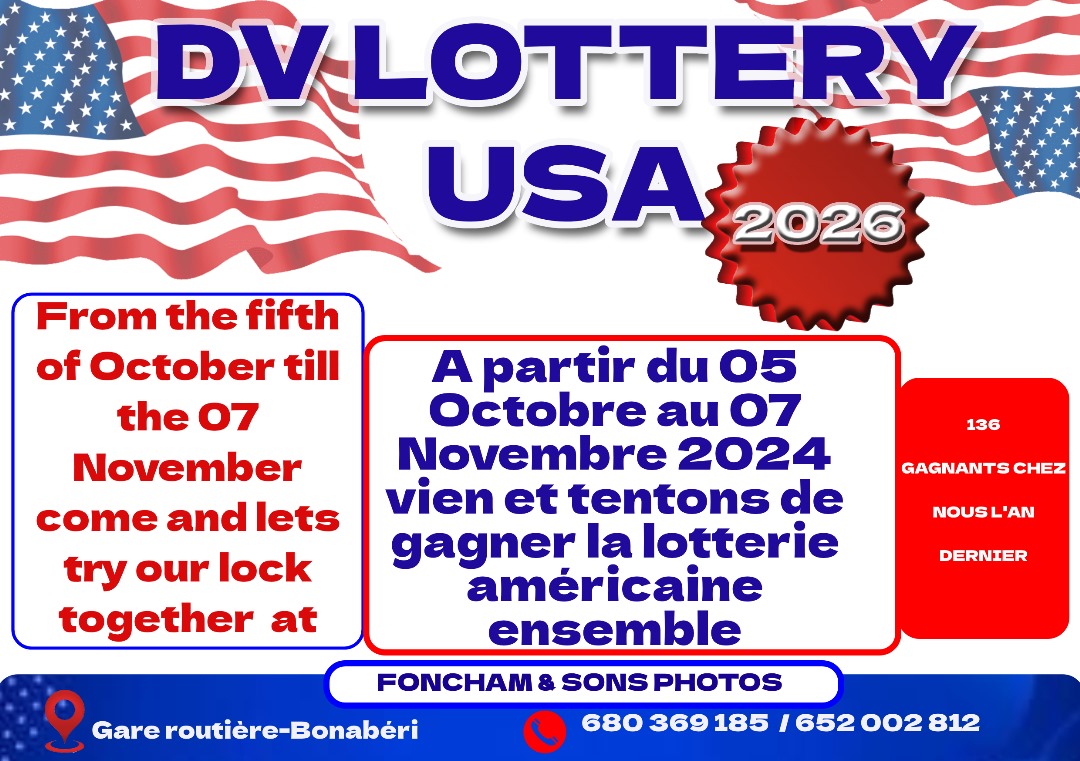 DV LOTTERY
USA
2026
From the fifth
of October till
the 07
November
come and lets
try our lock
together at
A partir du 05
Octobre au 07
Novembre 2024
vien et tentons de
gagner la lotterie
américaine
ensemble
136
GAGNANTS CHEZ
NOUS L'AN
DERNIER
FONCHAM & SONS PHOTOS
Gare routière-Bonabéri
680 369 185 / 652 002 812